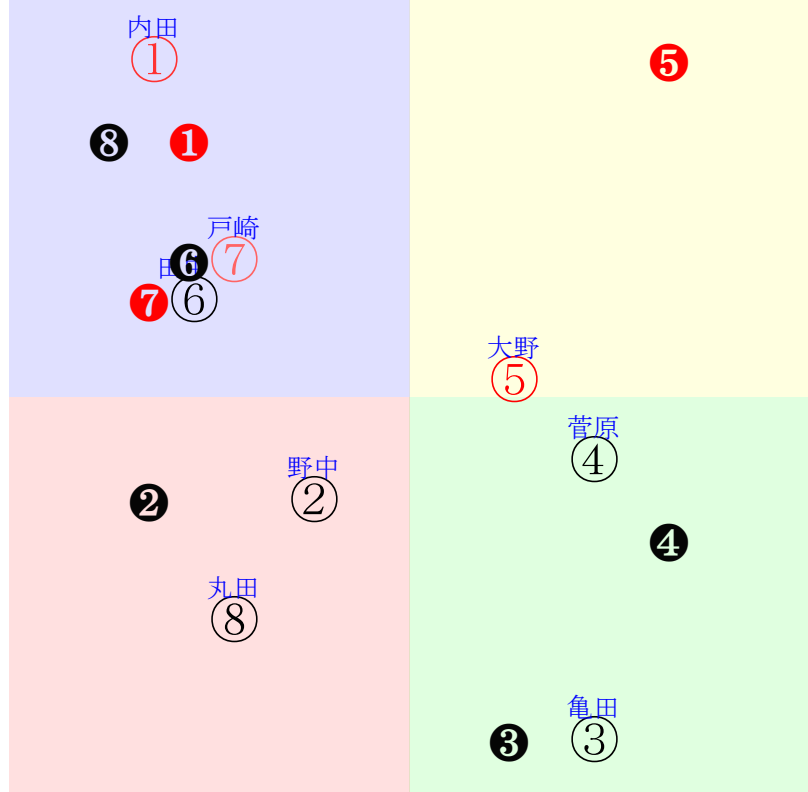 内田
①
❺
❽ ❶
戸崎
❻ ⑦
田
❼ ⑥
大野
⑤
菅原
④
野中
❷ ②
❹
丸田
⑧
亀田
❸ ③